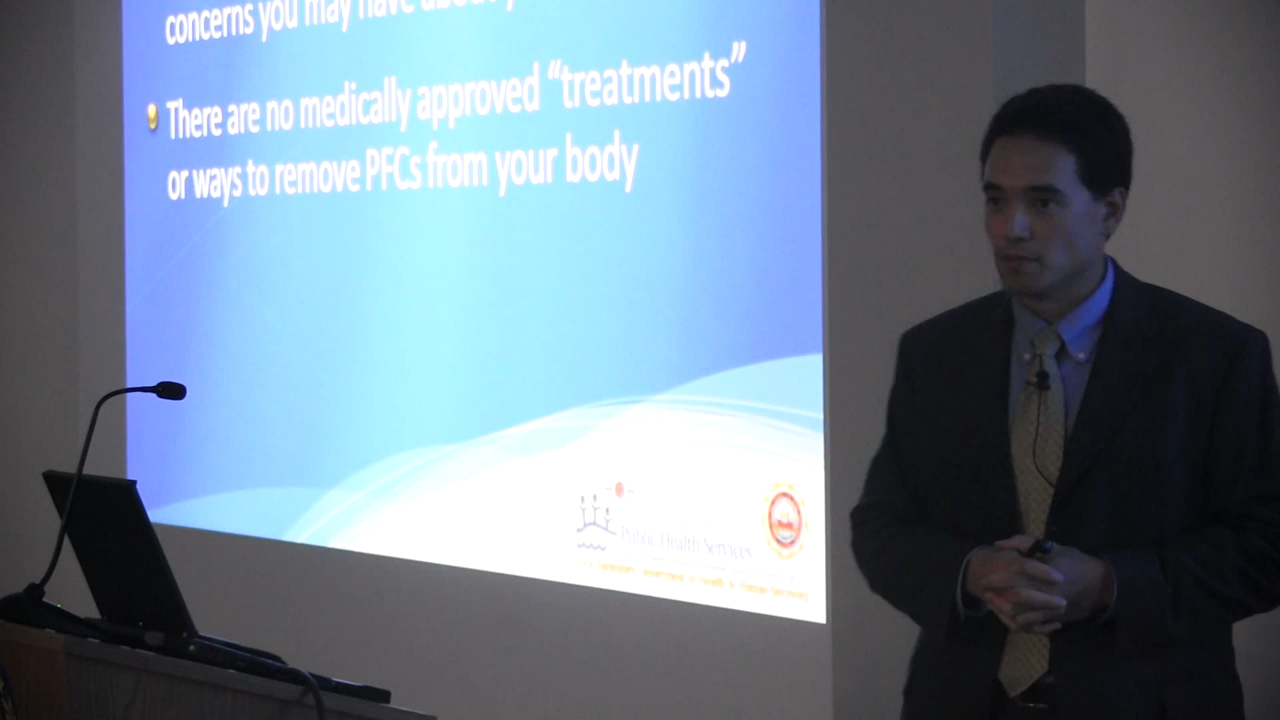 concerns you may have about
There are no medically approved “treatments”
or ways to remove PFCs from your body
Public Health Services